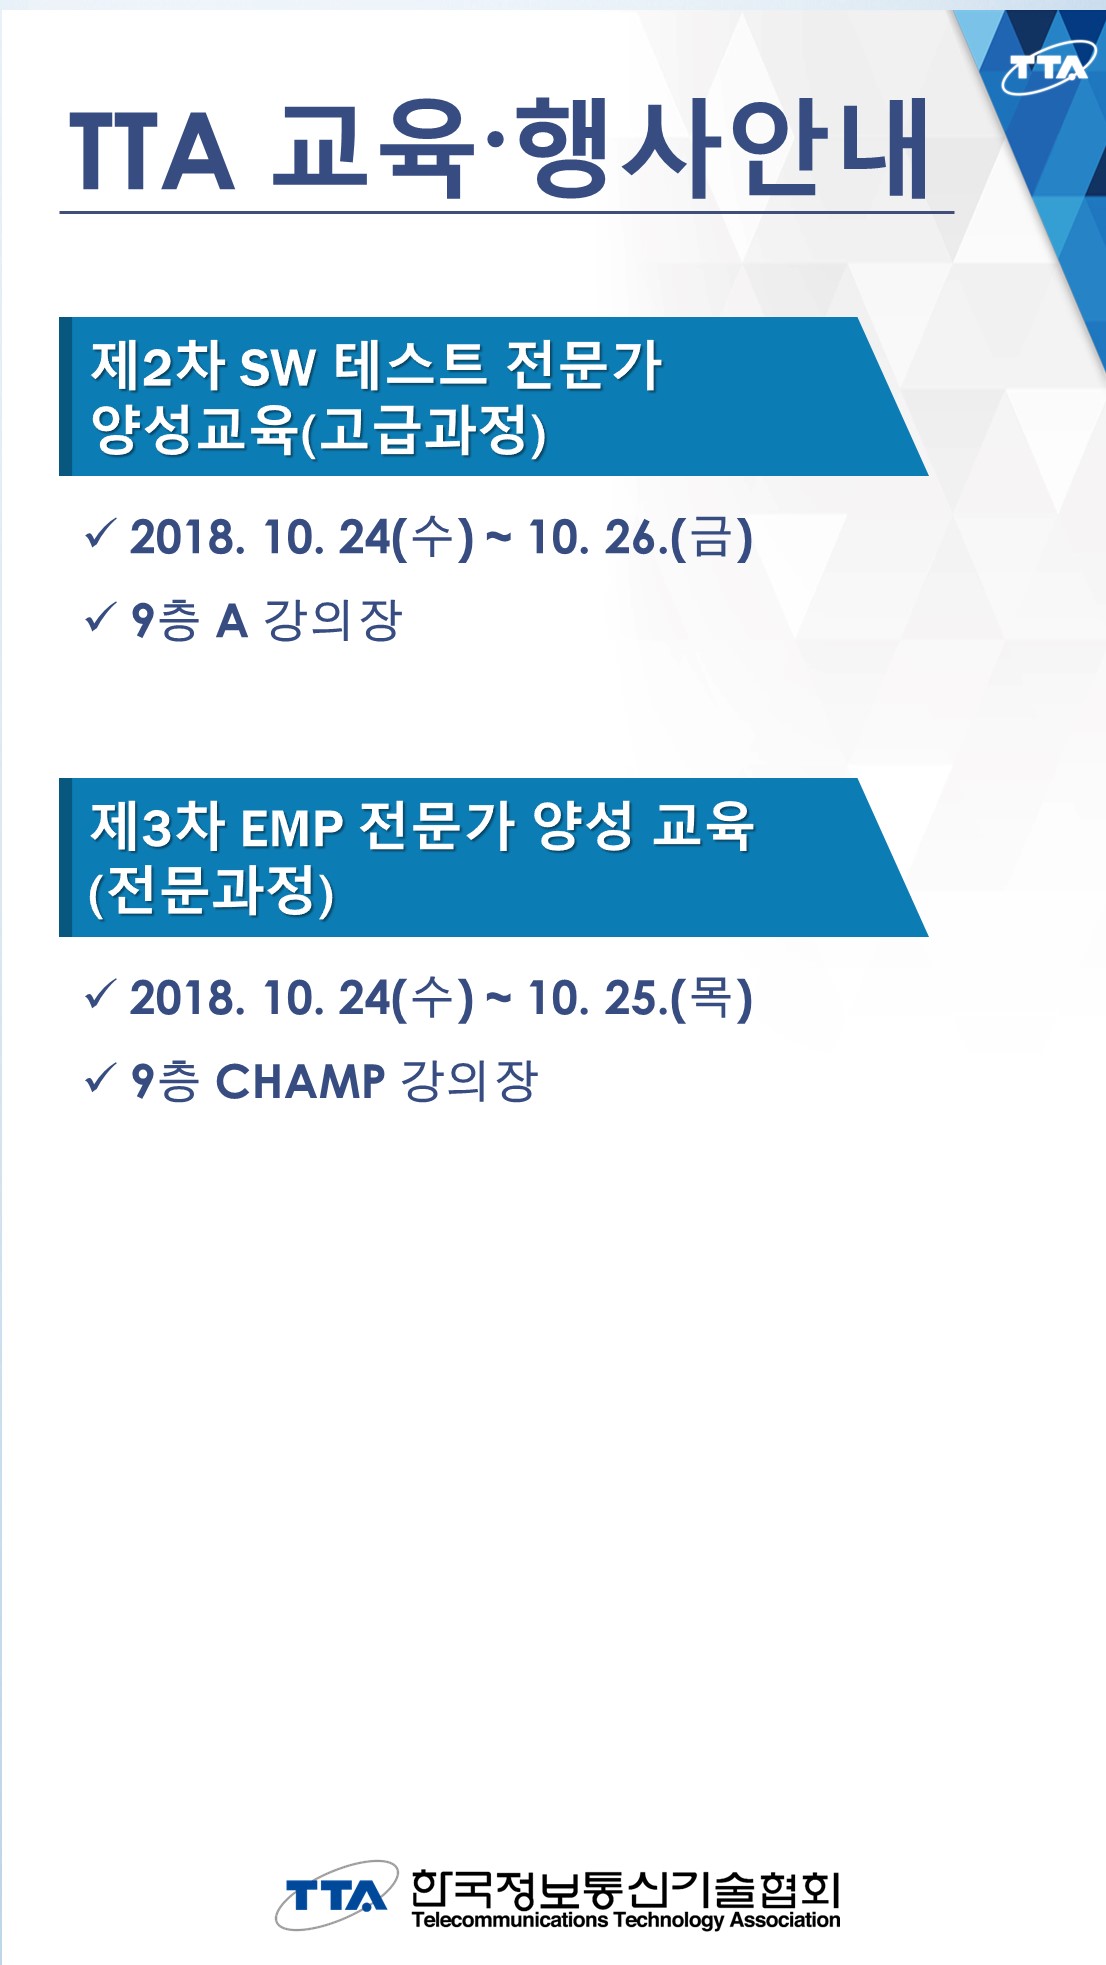 TTA
TTA 교육·행사안내
제2차 SW 테스트 전문가
양성교육(고급과정)
✓ 2018. 10. 24(수) ~ 10. 26.(금)
✓ 9층 A 강의장
제3차 EMP 전문가 양성 교육
(전문과정)
✓ 2018. 10. 24(수) ~ 10. 25.(목)
✓ 9층 CHAMP 강의장
TTA 한국정보통신기술협회
Telecommunications Technology Association